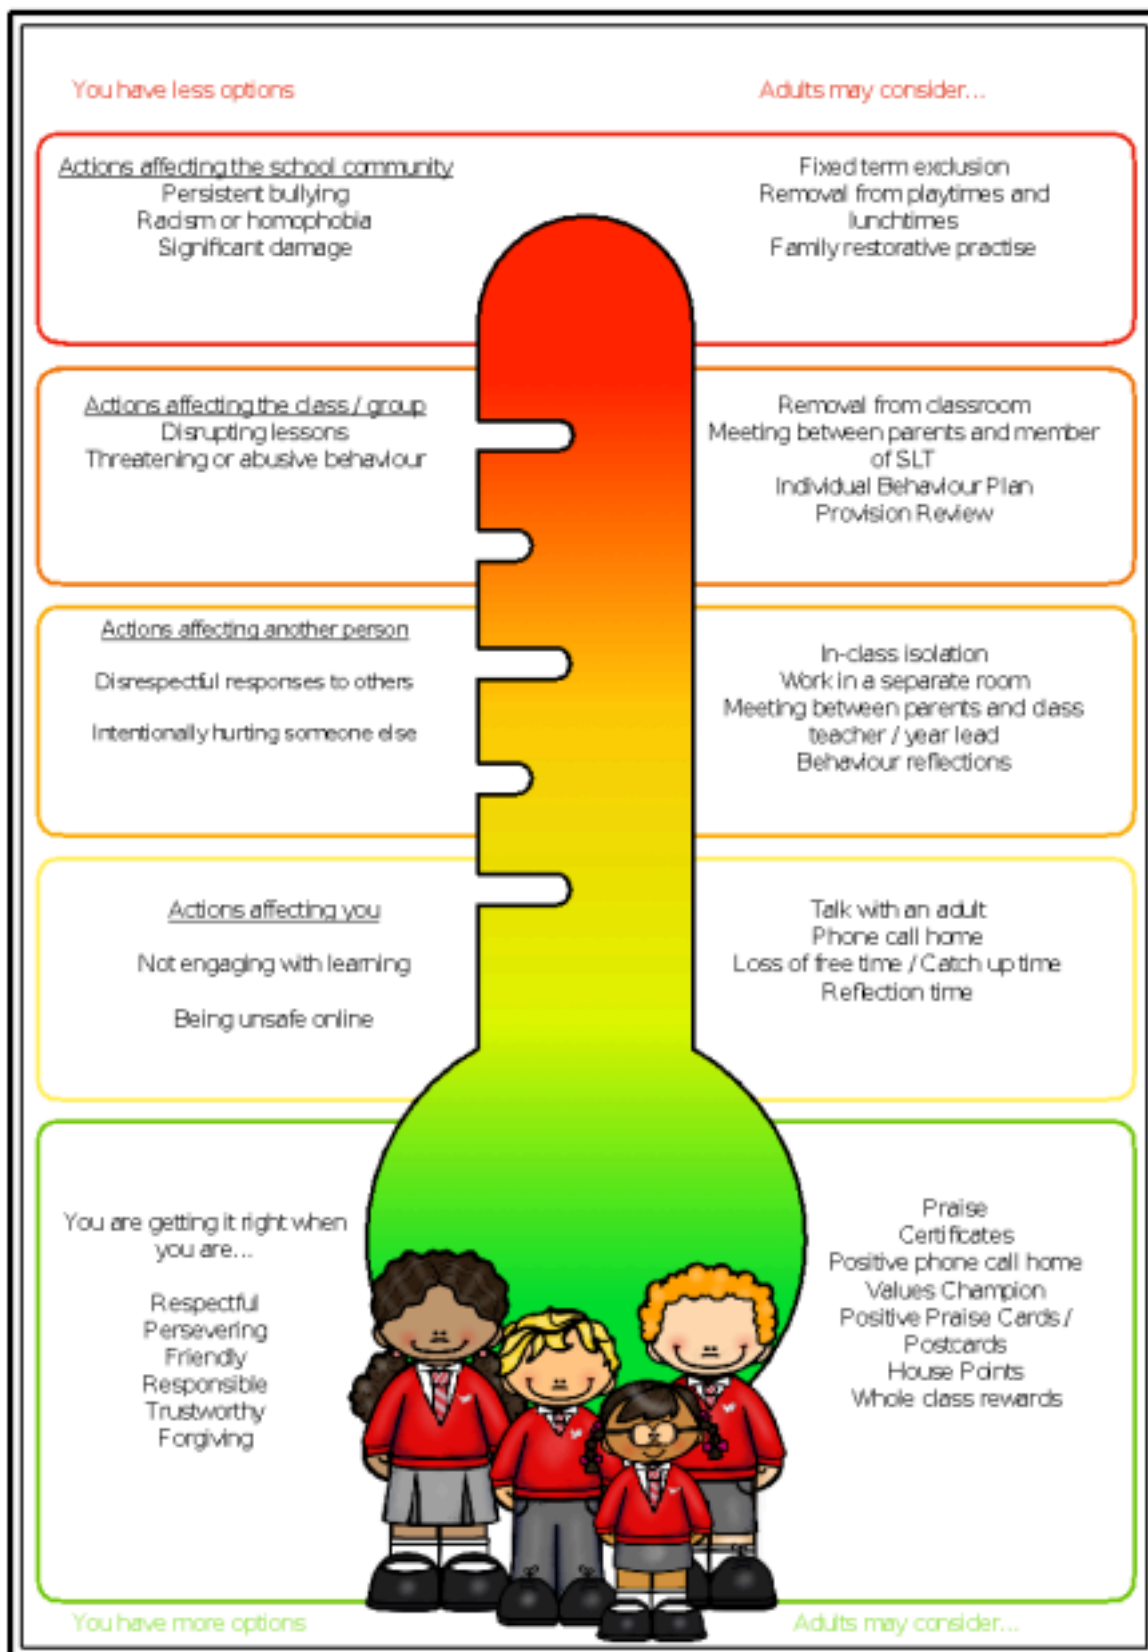 You have less options
Adults may consider...
Actions affecting the school community
Persistent bullying
Racism or homophobia
Significant damage
Fixed term exclusion
Removal from playtimes and
lunchtimes
Family restorative practise
Actions affecting the class / group
Disrupting lessons
Threatening or abusive behaviour
Removal from classroom
Meeting between parents and member
of SLT
Individual Behaviour Plan
Provision Review
Actions affecting another person
Disrespectful responses to others
Intentionally hurting someone else
In-class isolation
Work in a separate room
Meeting between parents and class
teacher / year lead
Behaviour reflections
Actions affecting you
Not engaging with learning
Being unsafe online
Talk with an adult
Phone call home
Loss of free time / Catch up time
Reflection time
You are getting it right when
you are...
Respectful
Persevering
Friendly
Responsible
Trustworthy
Forgiving
Praise
Certificates
Positive phone call home
Values Champion
Positive Praise Cards /
Postcards
House Points
Whole class rewards
You have more options
Adults may consider...